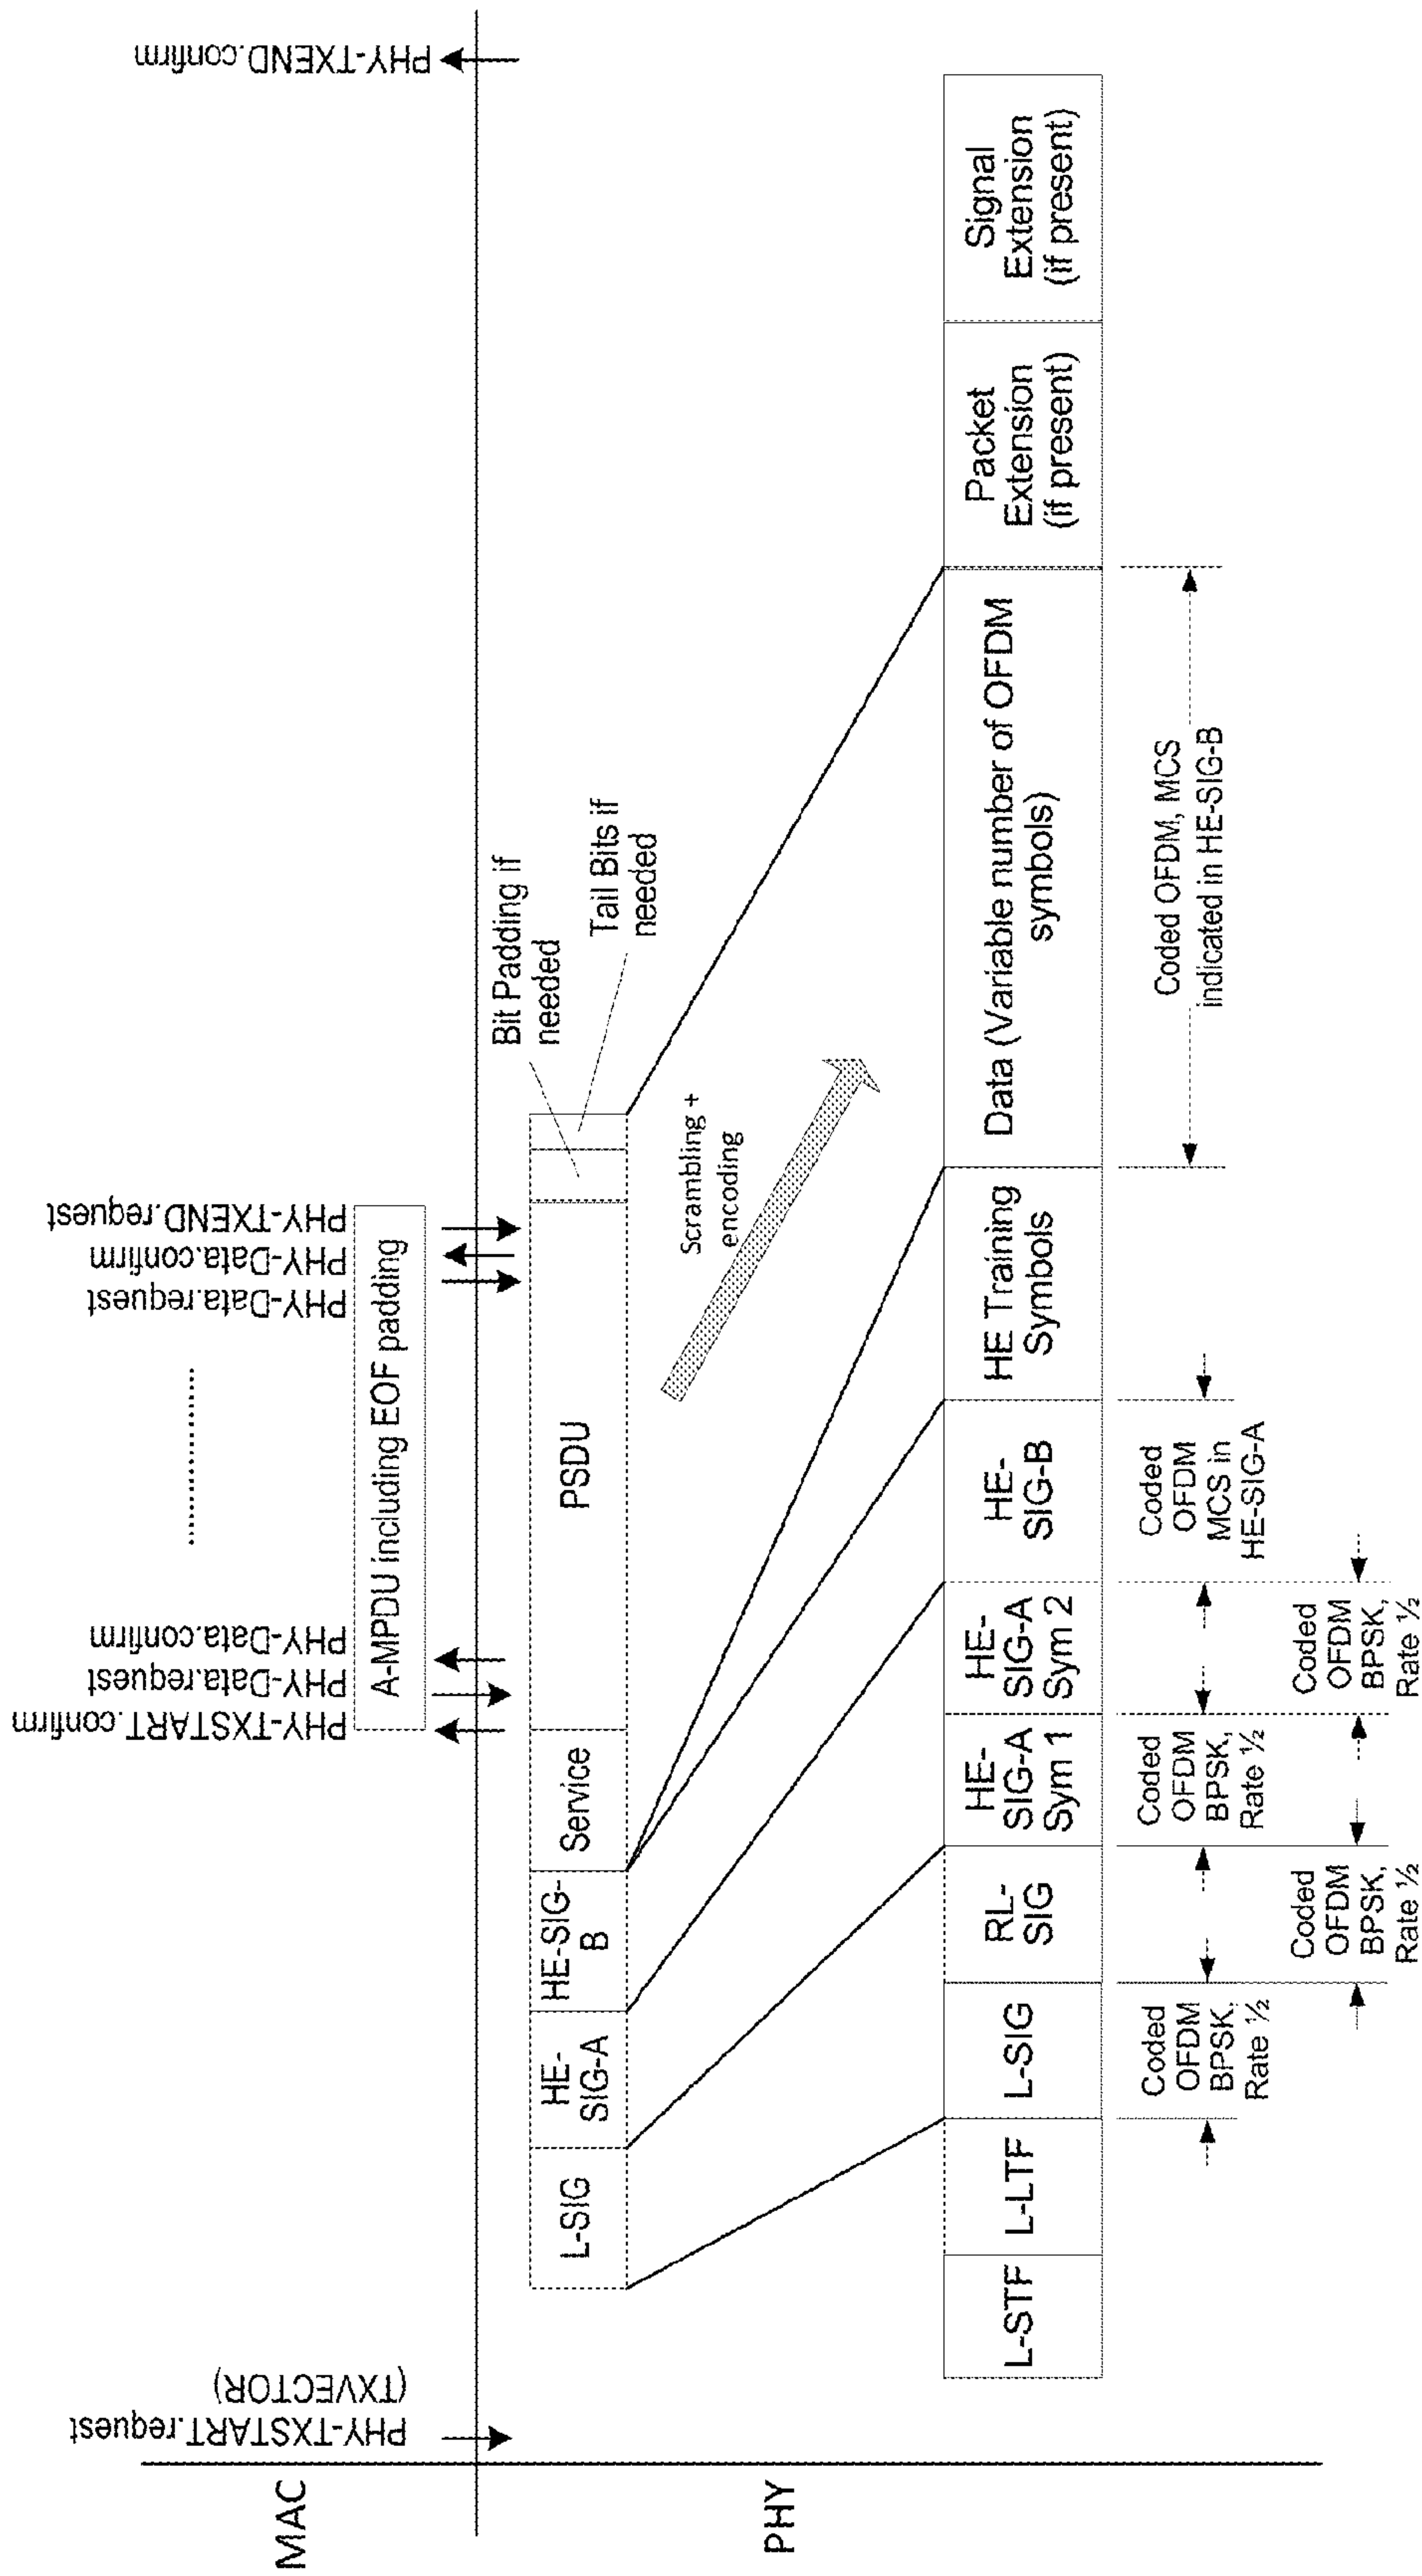 MAC
PHY
PHY-TXSTART.request
(TXVECTOR)
PHY-TXSTART.confirm
PHY-Data.request
PHY-Data.confirm
..........
PHY-Data.request
PHY-Data.confirm
PHY-TXEND.request
PHY-TXEND.confirm
A-MPDU including EOF padding
L-SIG
HE-
SIG-A
HE-SIG-
B
Service
PSDU
Bit Padding if
needed
Tail Bits if
needed
Scrambling +
encoding
L-STF
L-LTF
L-SIG
RL-
SIG
HE-
SIG-A
Sym 1
HE-
SIG-A
Sym 2
HE-
SIG-B
HE Training
Symbols
Data (Variable number of OFDM
symbols)
Packet
Extension
(if present)
Signal
Extension
(if present)
Coded
OFDM
BPSK,
Rate ½
Coded
OFDM
BPSK,
Rate ½
Coded
OFDM
BPSK,
Rate ½
Coded
OFDM
BPSK,
Rate ½
Coded
OFDM
MCS in
HE-SIG-A
Coded OFDM, MCS
indicated in HE-SIG-B